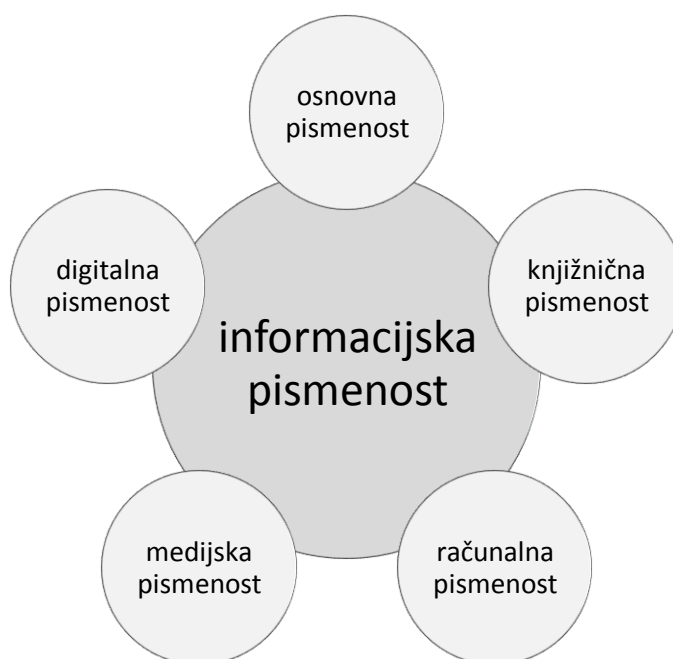 osnovna
pismenost
digitalna
pismenost
knjižnična
pismenost
informacijska
pismenost
medijska
pismenost
računalna
pismenost